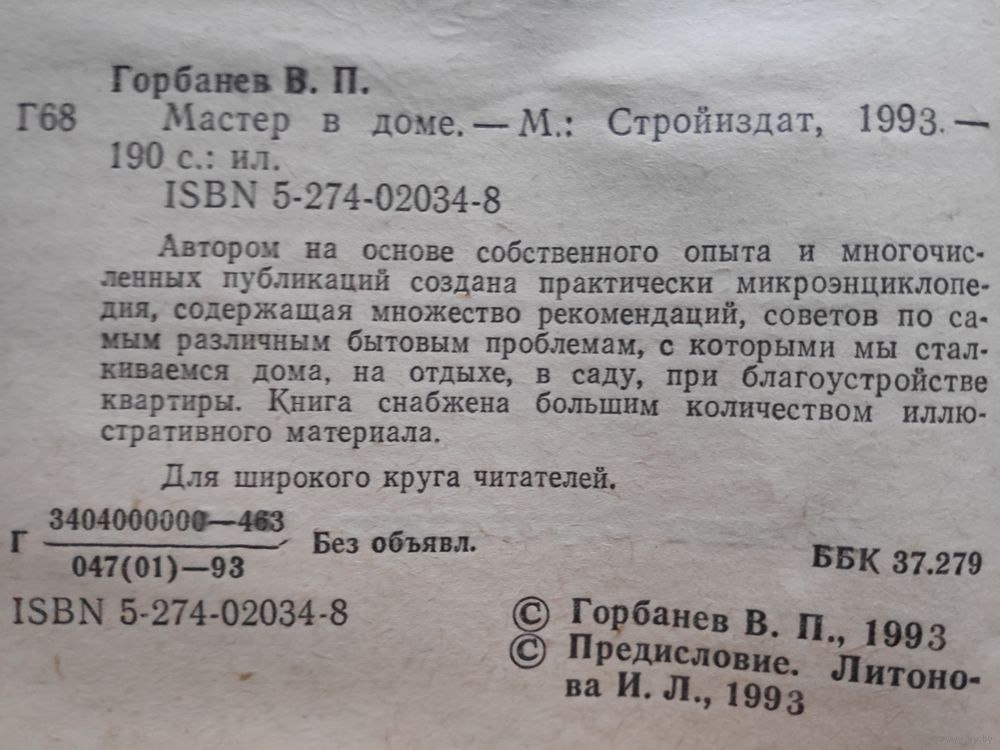 Горбанев В. П.
Г68 Мастер в доме. — М.: Стройиздат, 1993. —
190 с.: ил.
ISBN 5-274-02034-8
Автором на основе собственного опыта и многочис-
ленных публикаций создана практически микроэнциклопе-
дия, содержащая множество рекомендаций, советов по са-
мым различным бытовым проблемам, с которыми мы стал-
киваемся дома, на отдыхе, в саду, при благоустройстве
квартиры. Книга снабжена большим количеством иллю-
стративного материала.
Для широкого круга читателей.
3404000000—463
Г Без объявл.
047(01)—93
ББК 37.279
ISBN 5-274-02034-8
© Горбанев В. П., 1993
© Предисловие. Литоно-
ва И. Л., 1993